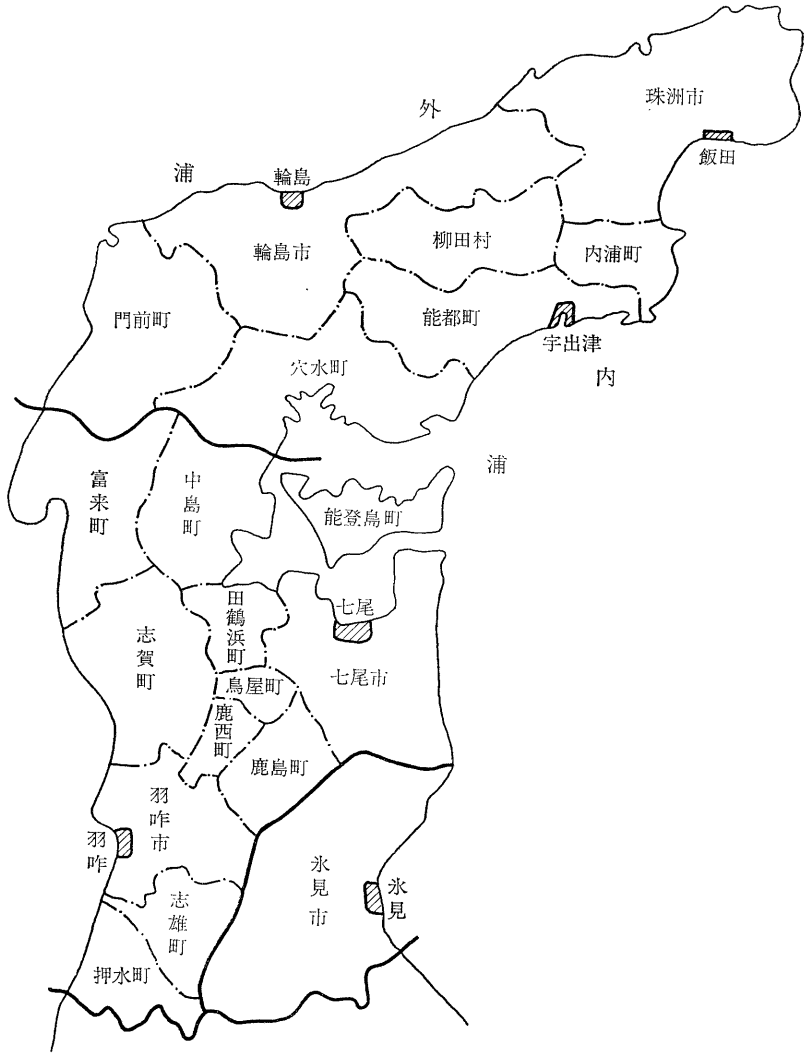 珠洲市
外
飯田
浦
輪島
柳田村
輪島市
内浦町
門前町
能都町
宇出津
穴水町
内
浦
富来町
中島町
能登島町
田鶴浜町
七尾
志賀町
七尾市
鳥屋町
鹿西町
鹿島町
羽咋市
羽咋
氷見市
氷見
志雄町
押水町